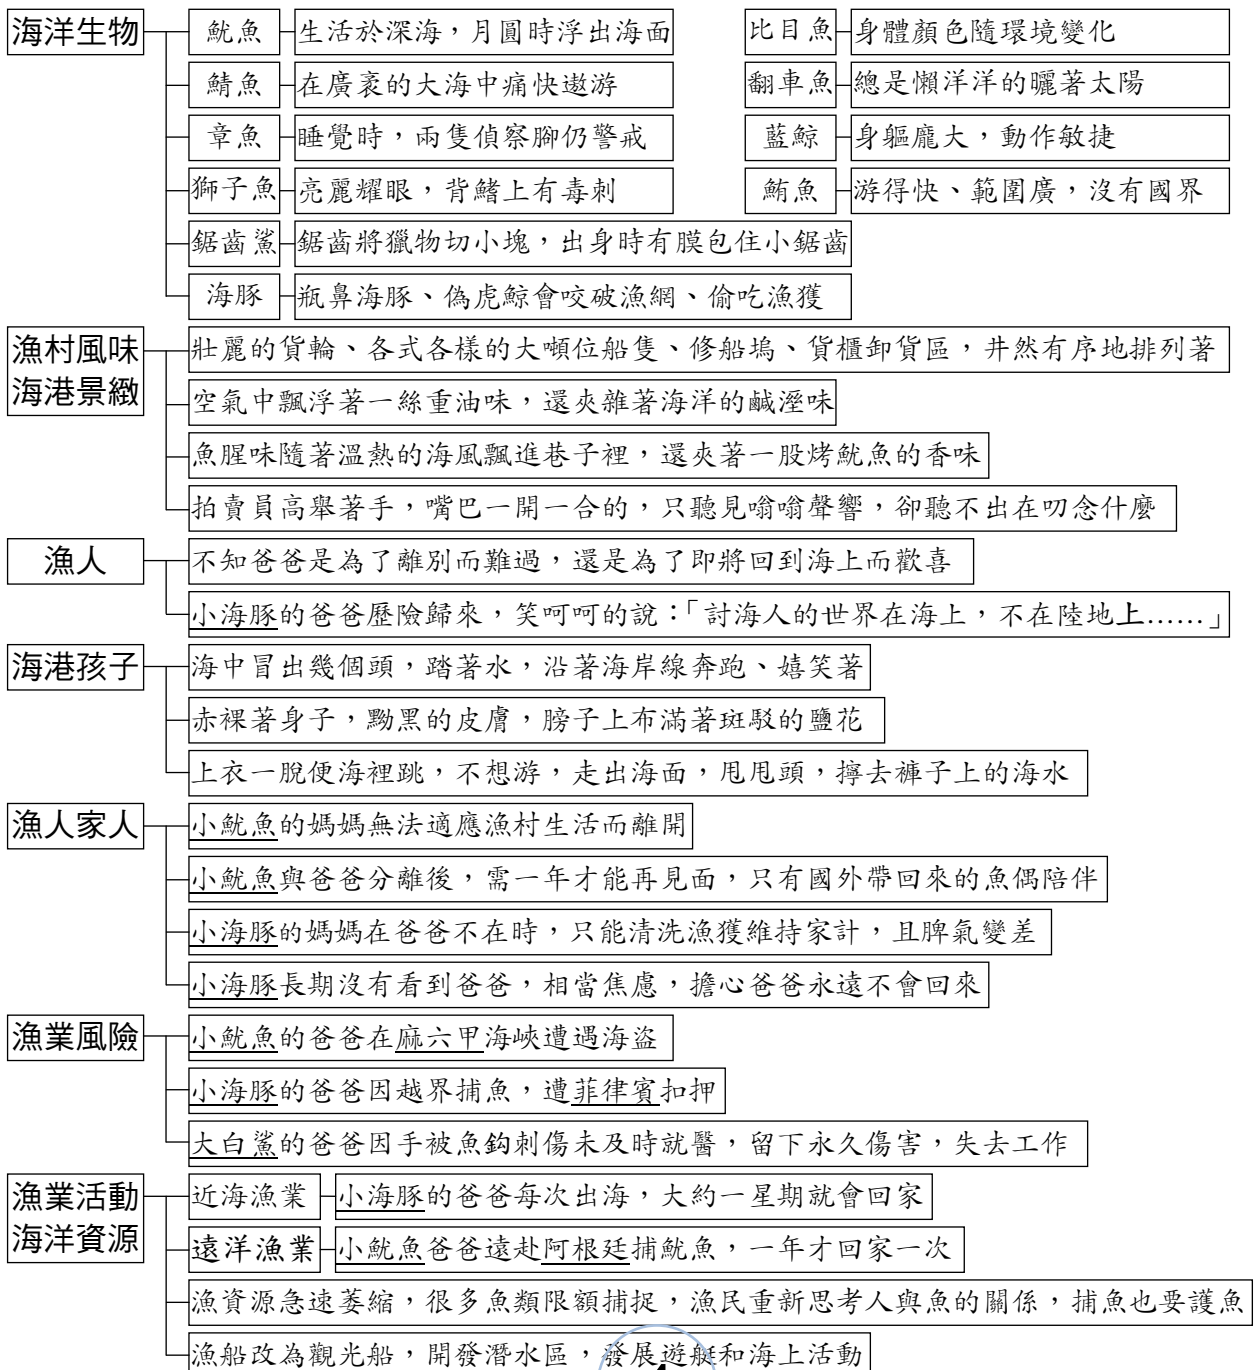 海洋生物 魷魚 生活於深海，月圓時浮出海面 比目魚 身體顏色隨環境變化
鯖魚 在廣袤的大海中痛快遨游 翻車魚 總是懶洋洋的曬著太陽
章魚 睡覺時，兩隻偵察腳仍警戒 藍鯨 身軀龐大，動作敏捷
獅子魚 亮麗耀眼，背鰭上有毒刺 鮪魚 游得快、範圍廣，沒有國界
鋸齒鯊 鋸齒將獵物切小塊，出身時有膜包住小鋸齒
海豚 瓶鼻海豚、偽虎鯨會咬破漁網、偷吃漁獲
漁村風味 壯麗的貨輪、各式各樣的大噸位船隻、修船塢、貨櫃卸貨區，井然有序地排列著
海港景緻 空氣中飄浮著一絲重油味，還夾雜著海洋的鹹溼味
魚腥味隨著溫熱的海風飄進巷子裡，還夾著一股烤魷魚的香味
拍賣員高舉著手，嘴巴一開一合的，只聽見嗡嗡聲響，卻聽不出在叨念什麼
漁人 不知爸爸是為了離別而難過，還是為了即將回到海上而歡喜
小海豚的爸爸歷險歸來，笑呵呵的說：「討海人的世界在海上，不在陸地上……」
海港孩子 海中冒出幾個頭，踏著水，沿著海岸線奔跑、嬉笑著
赤裸著身子，黝黑的皮膚，膀子上布滿著斑駁的鹽花
上衣一脫便海裡跳，不想游，走出海面，甩甩頭，擰去褲子上的海水
漁人家人 小魷魚的媽媽無法適應漁村生活而離開
小魷魚與爸爸分離後，需一年才能再見面，只有國外帶回來的魚偶陪伴
小海豚的媽媽在爸爸不在時，只能清洗漁獲維持家計，且脾氣變差
小海豚長期沒有看到爸爸，相當焦慮，擔心爸爸永遠不會回來
漁業風險 小魷魚的爸爸在麻六甲海峽遭遇海盜
小海豚的爸爸因越界捕魚，遭菲律賓扣押
大白鯊的爸爸因手被魚鉤刺傷未及時就醫，留下永久傷害，失去工作
漁業活動 近海漁業 小海豚的爸爸每次出海，大約一星期就會回家
海洋資源 遠洋漁業 小魷魚爸爸遠赴阿根廷捕魷魚，一年才回家一次
漁資源急速萎縮，很多魚類限額捕捉，漁民重新思考人與魚的關係，捕魚也要護魚
漁船改為觀光船，開發潛水區，發展遊艇和海上活動